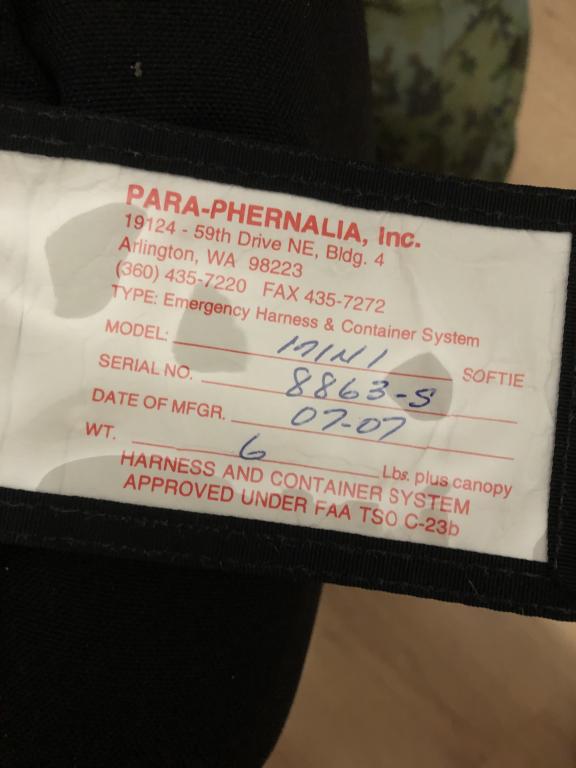 PARA-PHERNALIA, Inc.
19124 - 59th Drive NE, Bldg. 4
Arlington, WA 98223
(360) 435-7220 FAX 435-7272
TYPE: Emergency Harness & Container System
MODEL: MINI SOFTIE
SERIAL NO. 8863-S
DATE OF MFGR. 07-07
WT. 6 Lbs. plus canopy
HARNESS AND CONTAINER SYSTEM
APPROVED UNDER FAA TSO C-23b